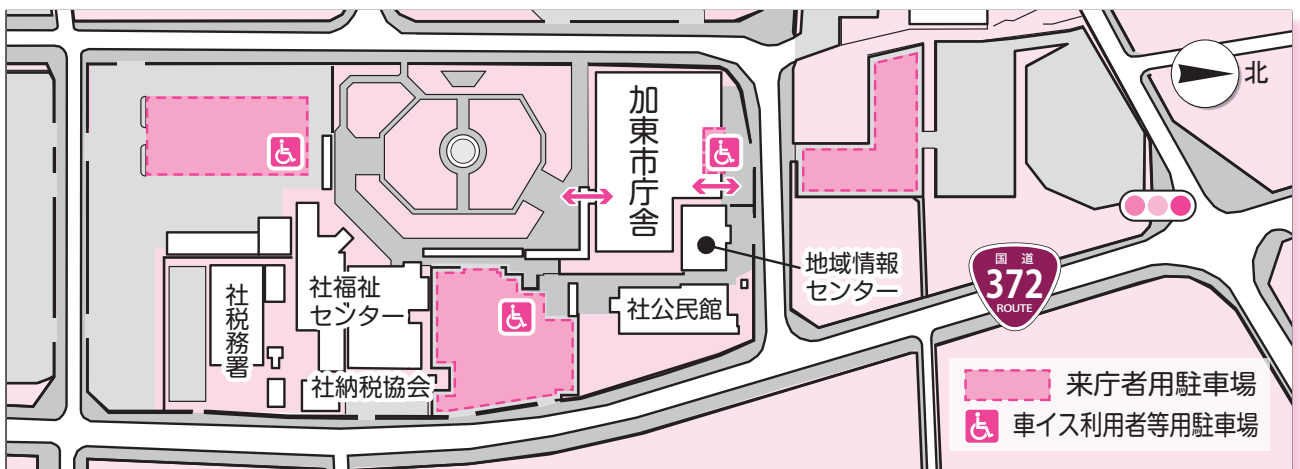 北
加東市庁舎
地域情報
センター
国道
372
ROUTE
社税務署
社福祉
センター
社公民館
社納税協会
来庁者用駐車場
車イス利用者等用駐車場